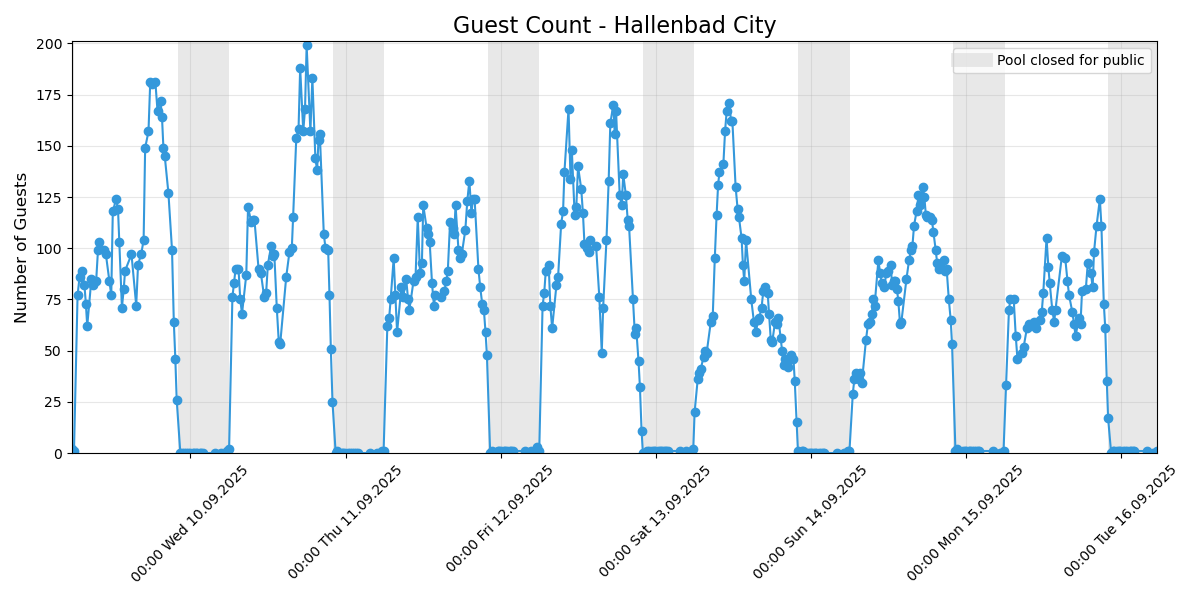 Guest Count - Hallenbad City
Number of Guests
200
175
150
125
100
75
50
25
0
Pool closed for public
00:00 Wed 10.09.2025
00:00 Thu 11.09.2025
00:00 Fri 12.09.2025
00:00 Sat 13.09.2025
00:00 Sun 14.09.2025
00:00 Mon 15.09.2025
00:00 Tue 16.09.2025